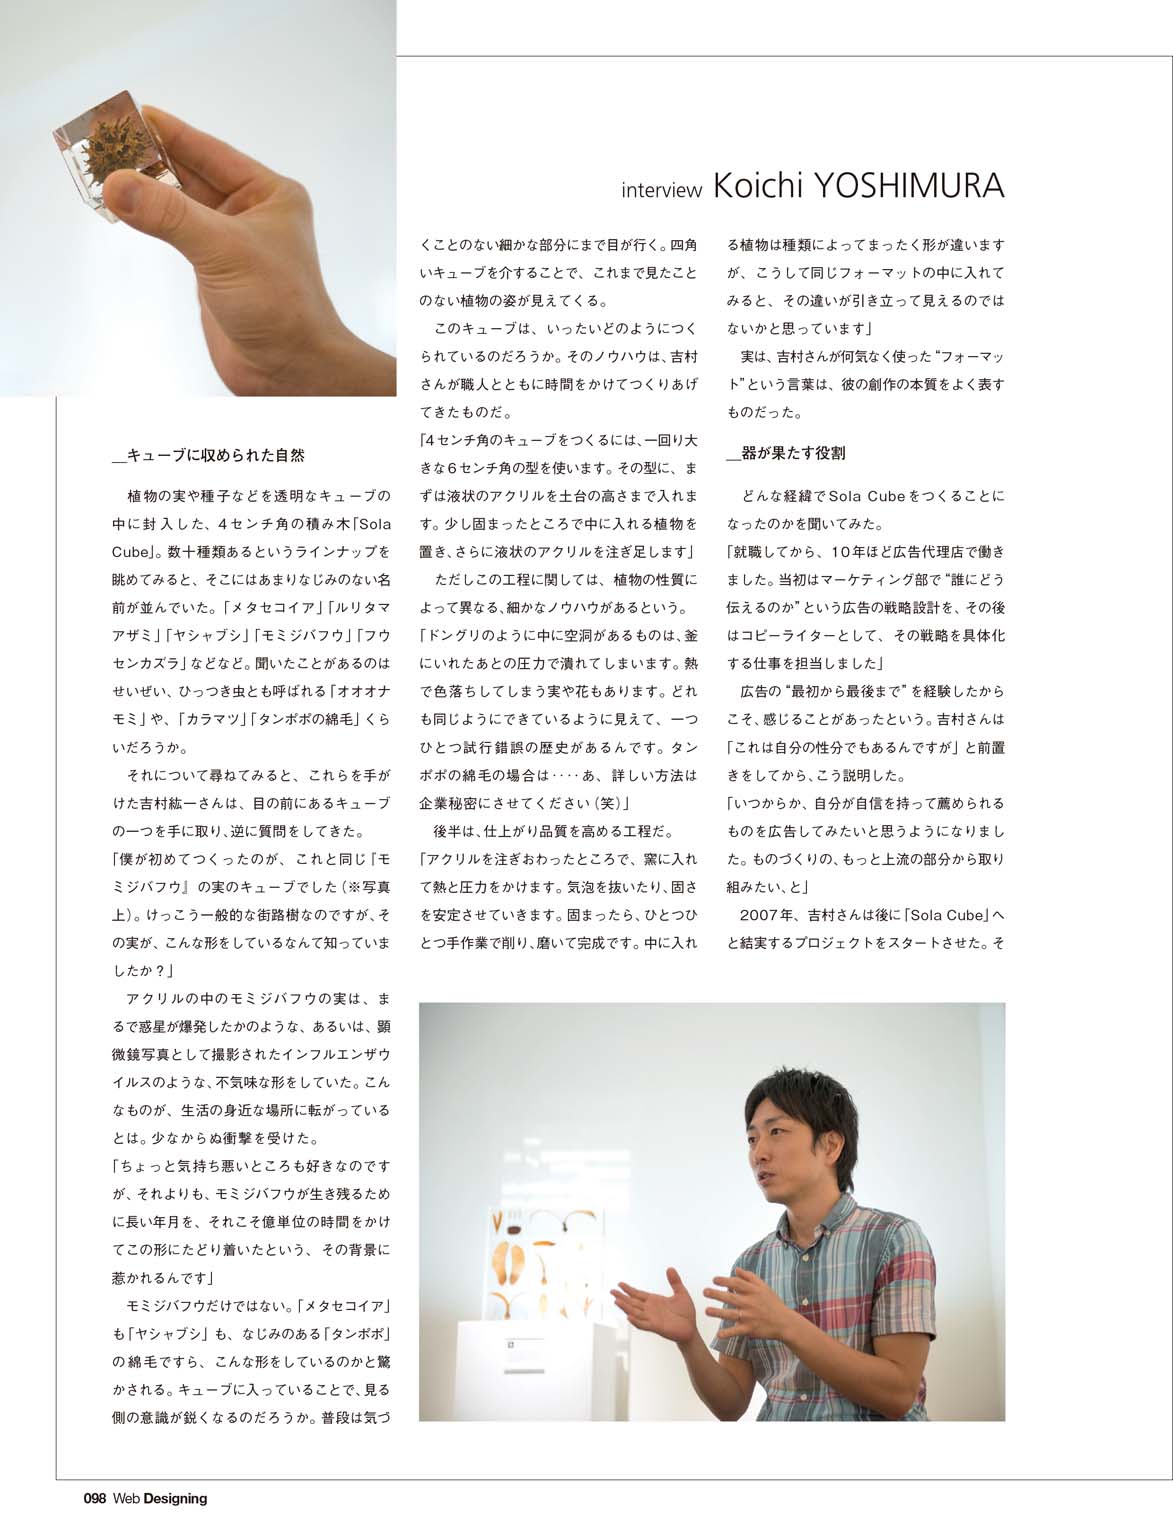 interview Koichi YOSHIMURA
＿キューブに収められた自然
　植物の実や種子などを透明なキューブの
中に封入した、4センチ角の積み木「Sola
Cube」。数十種類あるというラインナップを
眺めてみると、そこにはあまりなじみのない名
前が並んでいた。「メタセコイア」「ルリタマ
アザミ」「ヤシャブシ」「モミジバフウ」「フウ
センカズラ」などなど。聞いたことがあるのは
せいぜい、ひっつき虫とも呼ばれる「オオオナ
モミ」や、「カラマツ」「タンポポの綿毛」くら
いだろうか。
　それについて尋ねてみると、これらを手が
けた吉村紘一さんは、目の前にあるキューブ
の一つを手に取り、逆に質問をしてきた。
「僕が初めてつくったのが、これと同じ『モ
ミジバフウ』の実のキューブでした（※写真
上）。けっこう一般的な街路樹なのですが、そ
の実が、こんな形をしているなんて知っていま
したか？」
　アクリルの中のモミジバフウの実は、ま
るで惑星が爆発したかのような、あるいは、顕
微鏡写真として撮影されたインフルエンザウ
イルスのような、不気味な形をしていた。こん
なものが、生活の身近な場所に転がっている
とは。少なからぬ衝撃を受けた。
「ちょっと気持ち悪いところも好きなのです
が、それよりも、モミジバフウが生き残るため
に長い年月を、それこそ億単位の時間をかけ
てこの形にたどり着いたという、その背景に
惹かれるんです」
　モミジバフウだけではない。「メタセコイア」
も「ヤシャブシ」も、なじみのある「タンポポ」
の綿毛ですら、こんな形をしているのかと驚
かされる。キューブに入っていることで、見る
側の意識が鋭くなるのだろうか。普段は気づ
くことのない細かな部分にまで目が行く。四角
いキューブを介することで、これまで見たこと
のない植物の姿が見えてくる。
　このキューブは、いったいどのようにつく
られているのだろうか。そのノウハウは、吉村
さんが職人とともに時間をかけてつくりあげ
てきたものだ。
「4センチ角のキューブをつくるには、一回り大
きな6センチ角の型を使います。その型に、ま
ずは液状のアクリルを土台の高さまで入れま
す。少し固まったところで中に入れる植物を
置き、さらに液状のアクリルを注ぎ足します」
　ただしこの工程に関しては、植物の性質に
よって異なる、細かなノウハウがあるという。
「ドングリのように中に空洞があるものは、釜
にいれたあとの圧力で潰れてしまいます。熱
で色落ちしてしまう実や花もあります。どれ
も同じようにできているように見えて、一つ
ひとつ試行錯誤の歴史があるんです。タン
ポポの綿毛の場合は‥‥あ、詳しい方法は
企業秘密にさせてください（笑）」
　後半は、仕上がり品質を高める工程だ。
「アクリルを注ぎおわったところで、窯に入れ
て熱と圧力をかけます。気泡を抜いたり、固さ
を安定させていきます。固まったら、ひとつひ
とつ手作業で削り、磨いて完成です。中に入れ
る植物は種類によってまったく形が違います
が、こうして同じフォーマットの中に入れて
みると、その違いが引き立って見えるのでは
ないかと思っています」
　実は、吉村さんが何気なく使った“フォーマッ
ト”という言葉は、彼の創作の本質をよく表す
ものだった。
＿器が果たす役割
　どんな経緯でSola Cubeをつくることに
なったのかを聞いてみた。
「就職してから、10年ほど広告代理店で働き
ました。当初はマーケティング部で“誰にどう
伝えるのか”という広告の戦略設計を、その後
はコピーライターとして、その戦略を具体化
する仕事を担当しました」
　広告の“最初から最後まで”を経験したから
こそ、感じることがあったという。吉村さんは
「これは自分の性分でもあるんですが」と前置
きをしてから、こう説明した。
「いつからか、自分が自信を持って薦められる
ものを広告してみたいと思うようになりまし
た。ものづくりの、もっと上流の部分から取り
組みたい、と」
　2007年、吉村さんは後に「Sola Cube」へ
と結実するプロジェクトをスタートさせた。そ
098 Web Designing